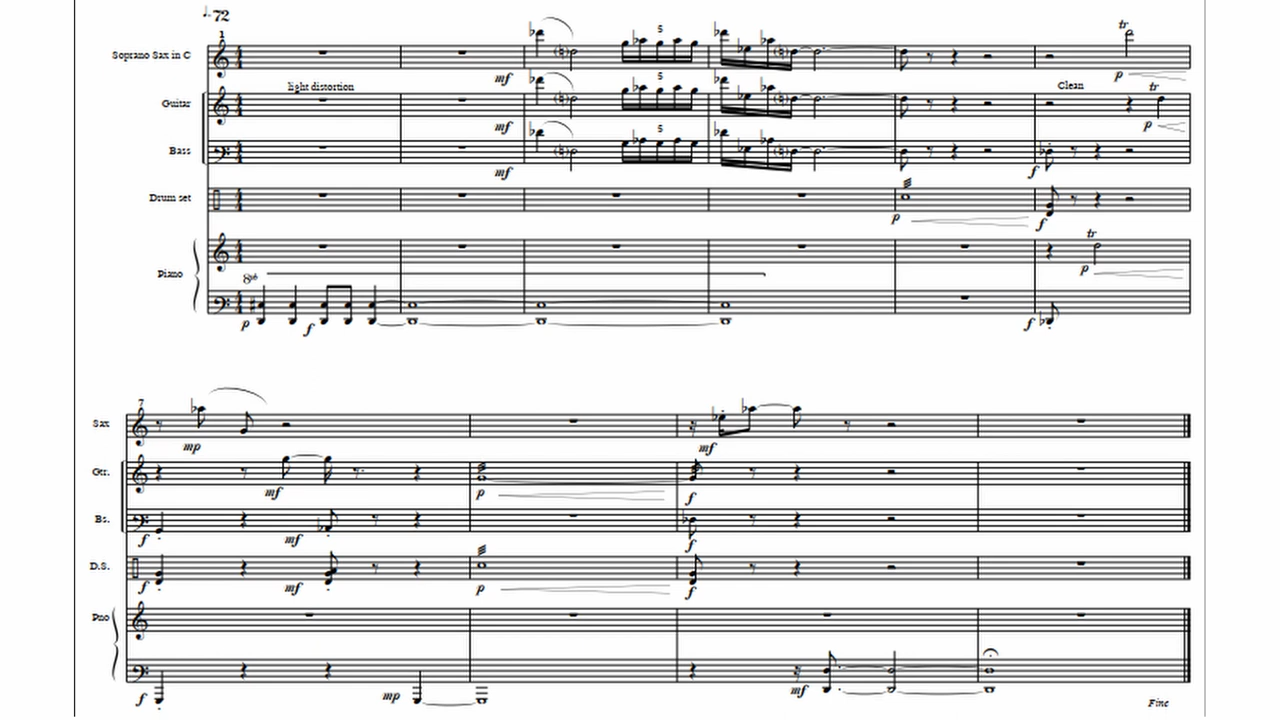 ♩=72
1
Soprano Sax in C
mf
5
tr
p
light distortion
Clean
Guitar
mf
5
tr
p
Bass
mf
5
f
Drum set
p
f
tr
p
Piano
8vb
p
f
f
7
Sax
mp
mf
Gtr.
mf
p
f
Bs.
f
mf
f
D.S.
f
mf
p
f
Pno
f
mp
mf
Fine